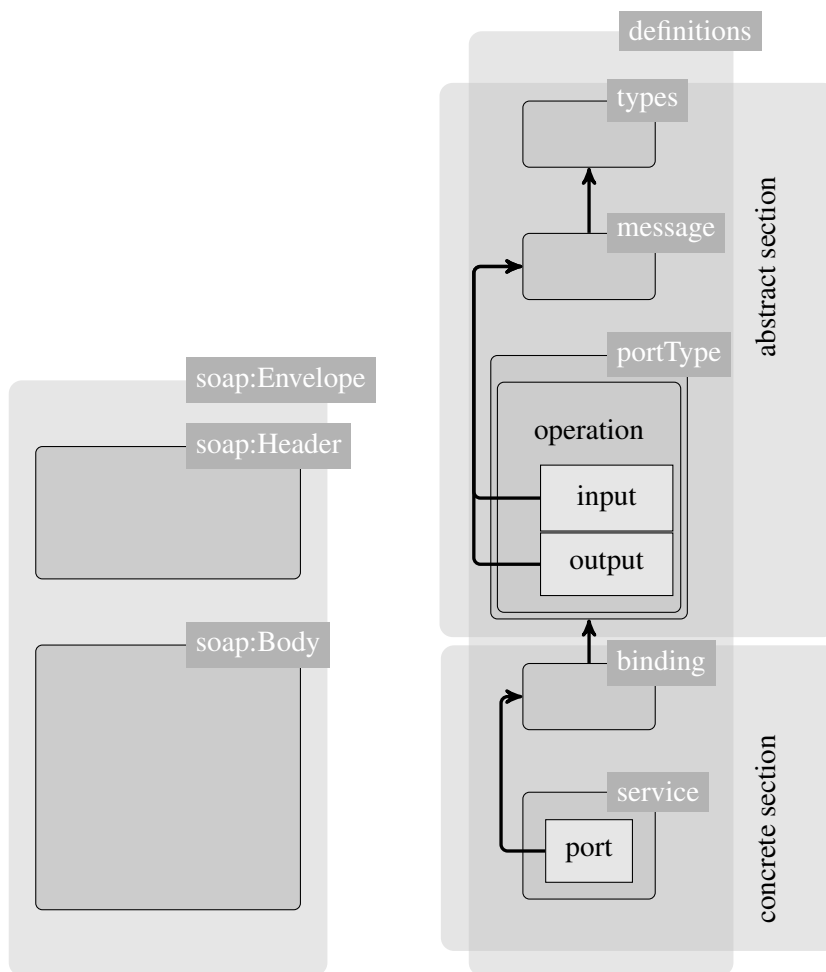 soap:Envelope
soap:Header
soap:Body
definitions
types
message
abstract section
portType
operation
input
output
binding
concrete section
service
port